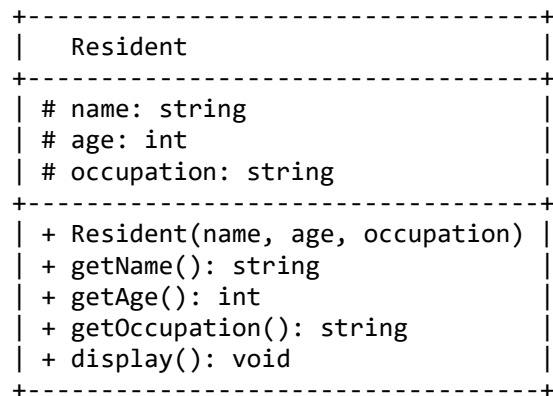 +----------------------------------+
|   Resident                       |
+----------------------------------+
| # name: string                   |
| # age: int                       |
| # occupation: string             |
+----------------------------------+
| + Resident(name, age, occupation) |
| + getName(): string              |
| + getAge(): int                  |
| + getOccupation(): string        |
| + display(): void                |
+----------------------------------+